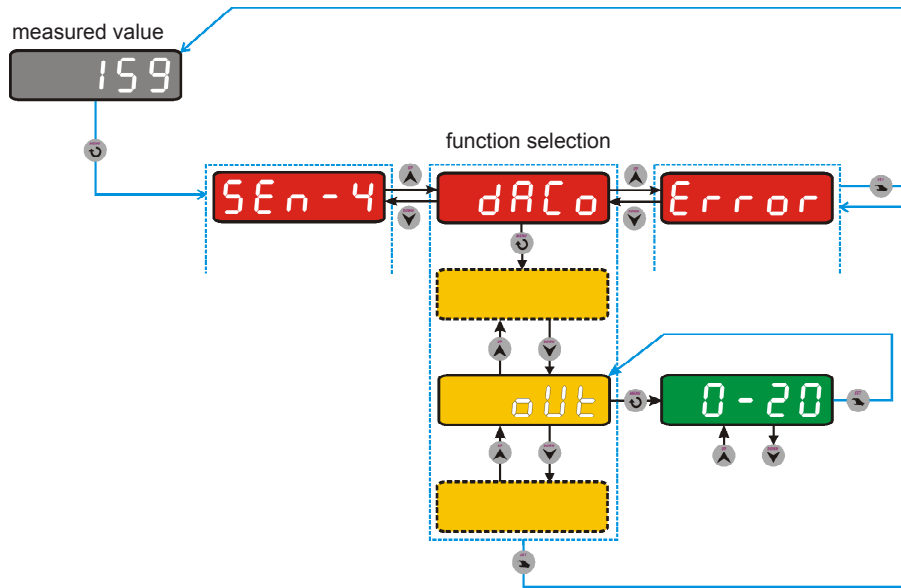 measured value
159
function selection
SEn-4
dACo
Error
oUt
0-20